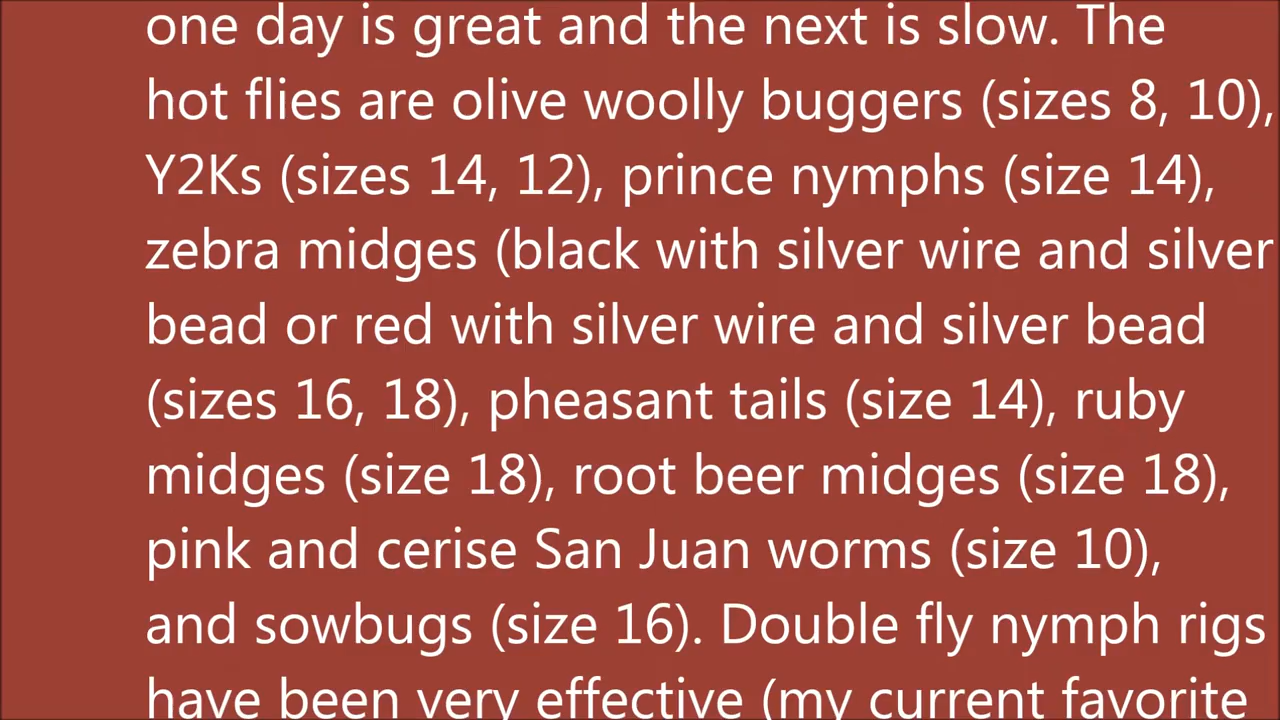 one day is great and the next is slow. The
hot flies are olive woolly buggers (sizes 8, 10),
Y2Ks (sizes 14, 12), prince nymphs (size 14),
zebra midges (black with silver wire and silver
bead or red with silver wire and silver bead
(sizes 16, 18), pheasant tails (size 14), ruby
midges (size 18), root beer midges (size 18),
pink and cerise San Juan worms (size 10),
and sowbugs (size 16). Double fly nymph rigs
have been very effective (my current favorite